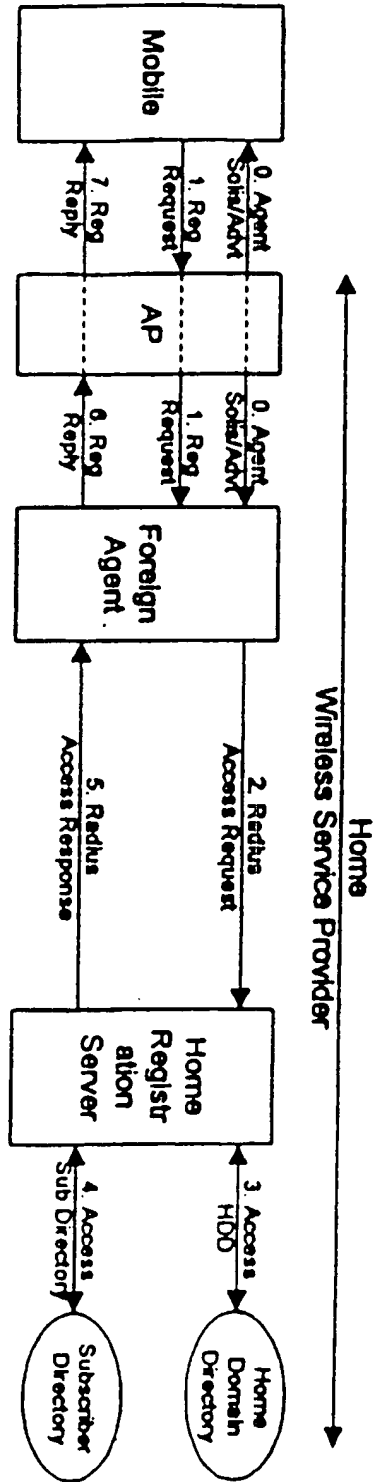 Home
Wireless Service Provider
Mobile
0. Agent
Solis/Advt
1. Reg
Request
7. Reg
Reply
AP
0. Agent
Solis/Advt
1. Reg
Request
6. Reg
Reply
Foreign
Agent
2. Radius
Access Request
5. Radius
Access Response
Home
Registr
ation
Server
3. Access
HDD
4. Access
Sub Directory
Home
Domain
Directory
Subscriber
Directory